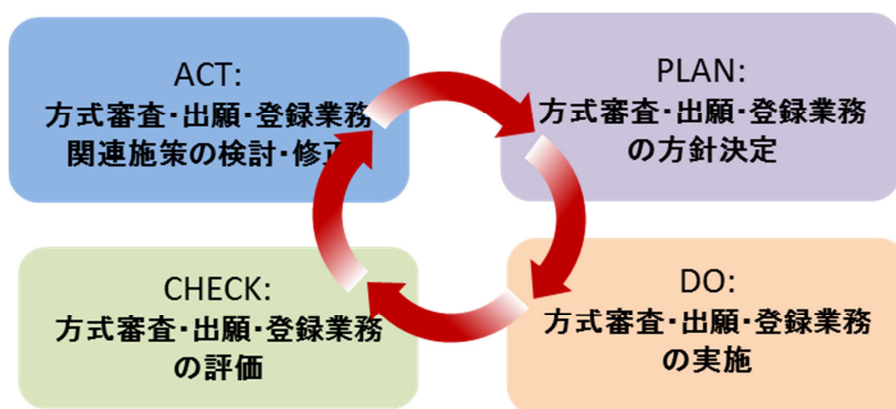 ACT:
方式審査・出願・登録業務
関連施策の検討・修正
PLAN:
方式審査・出願・登録業務
の方針決定
CHECK:
方式審査・出願・登録業務
の評価
DO:
方式審査・出願・登録業務
の実施